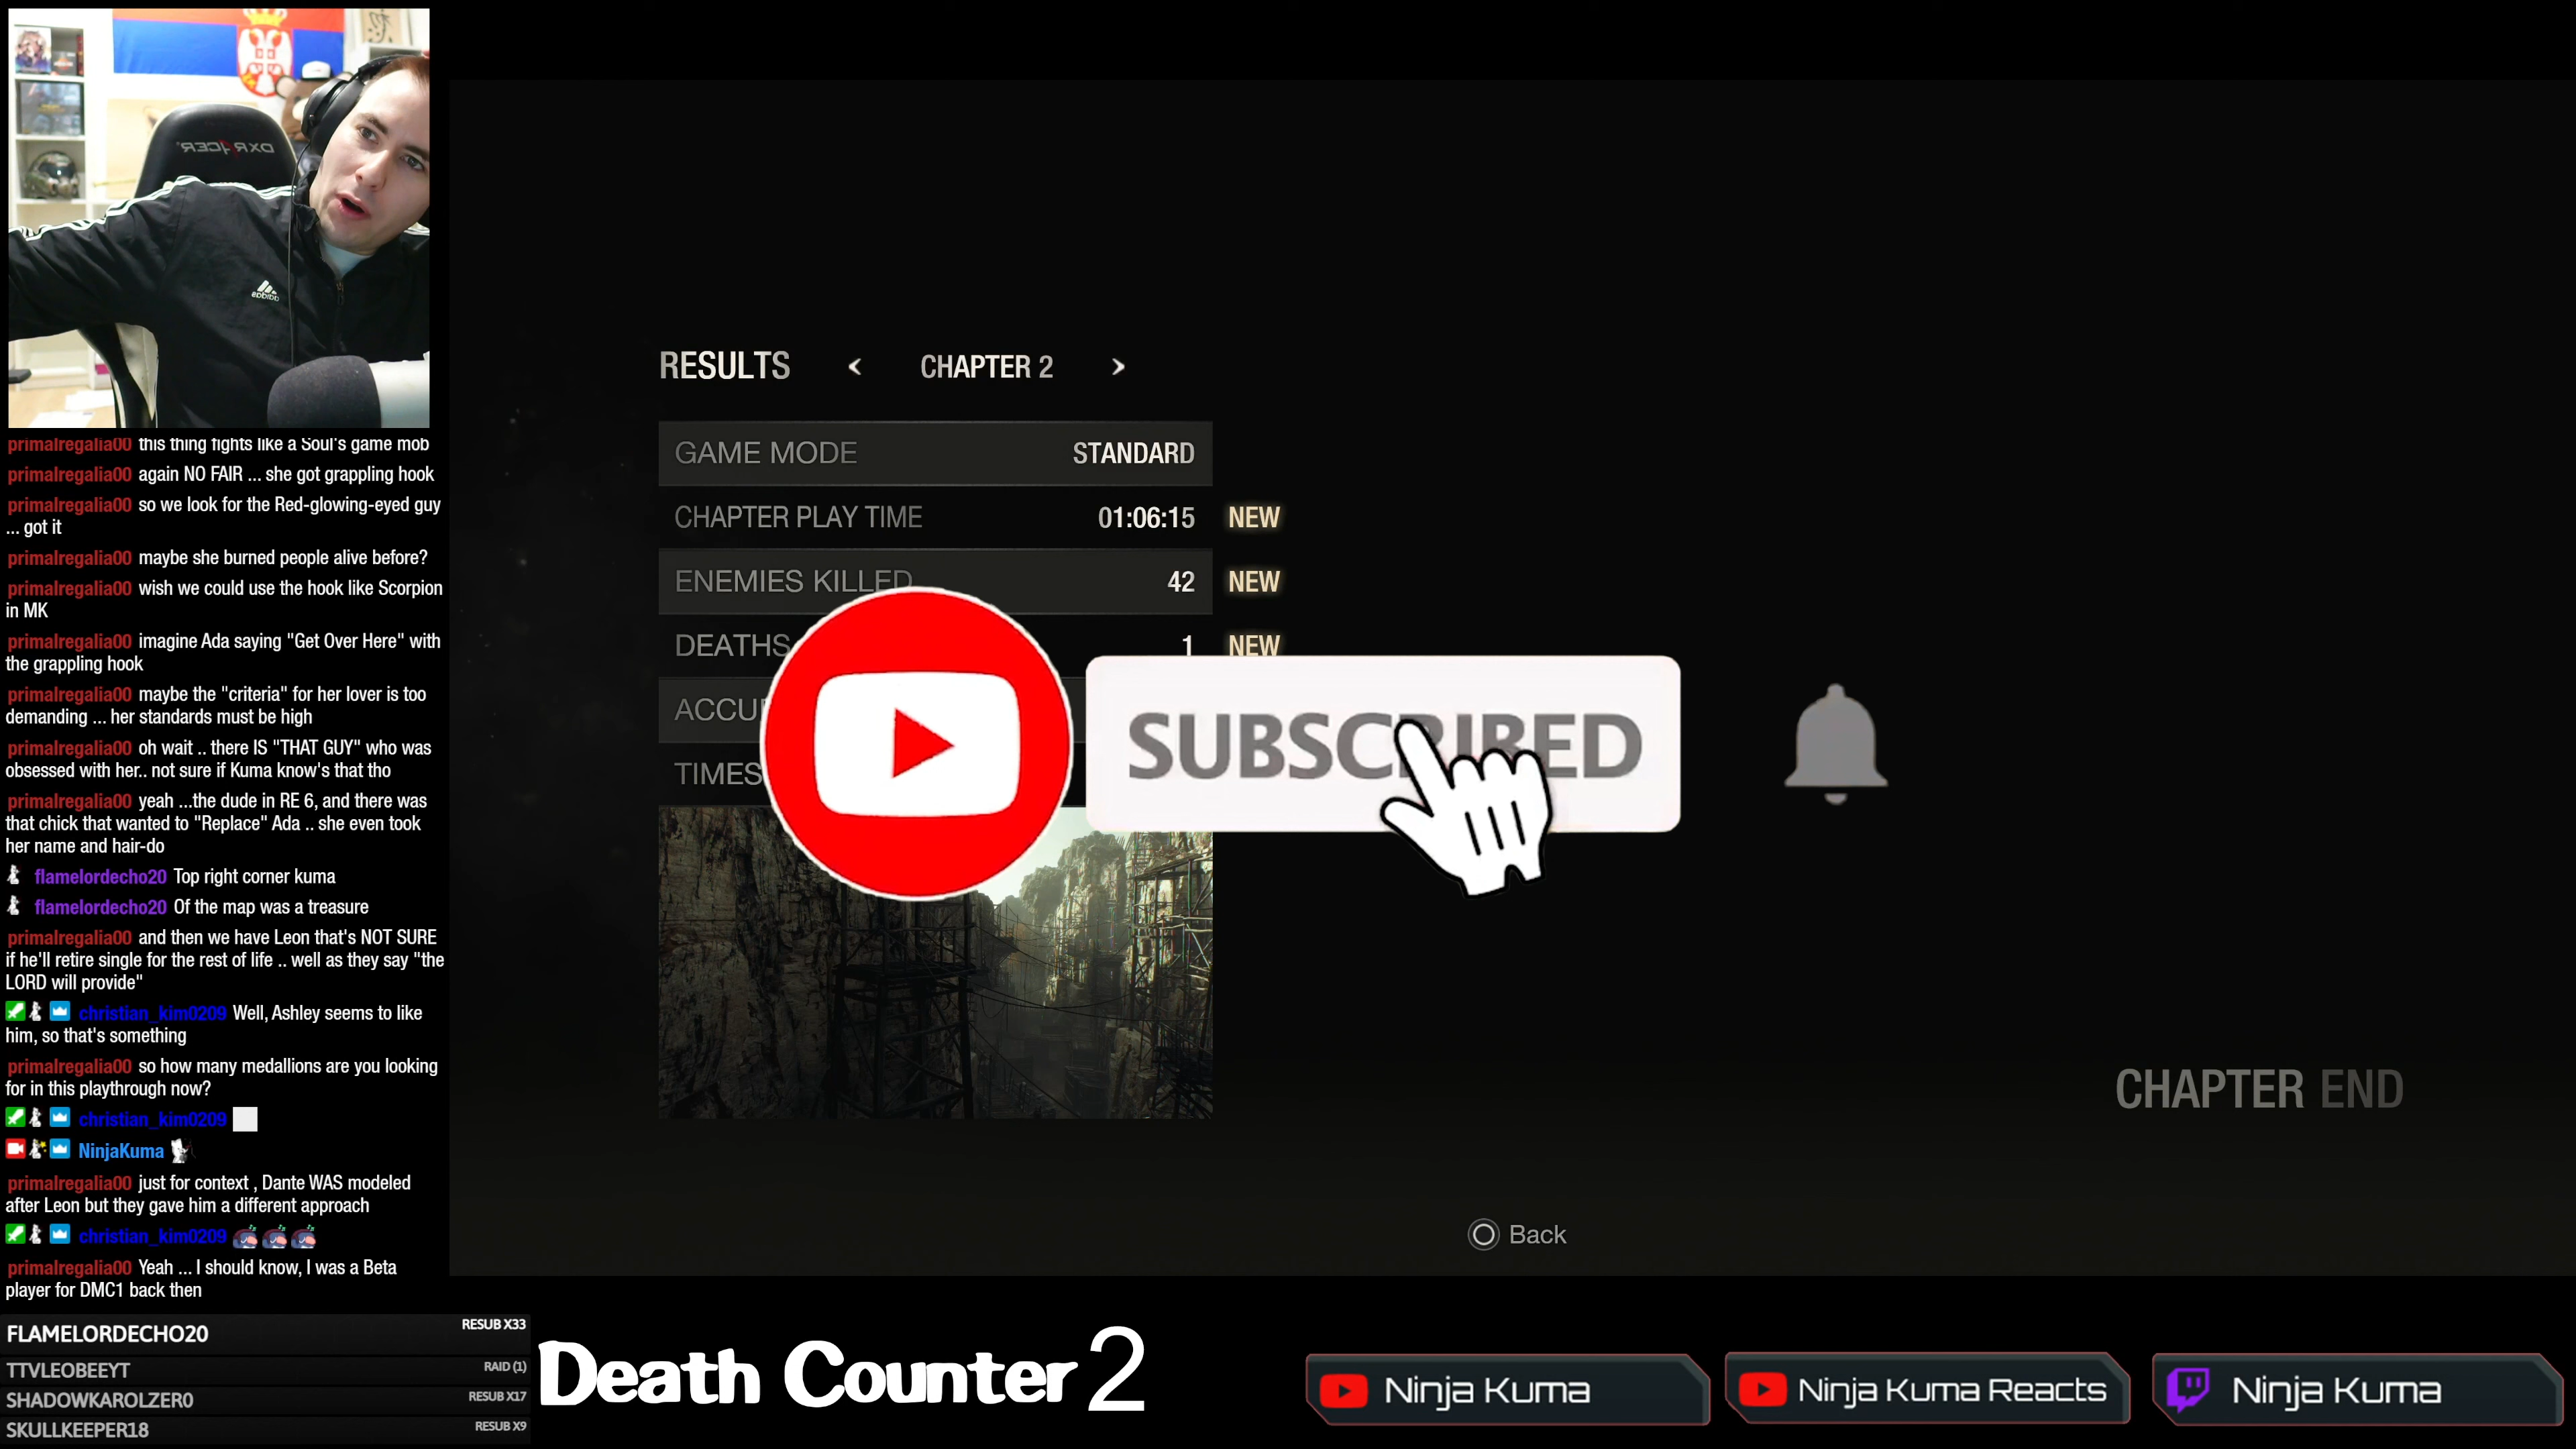 DXRACER
adidas
primalregalia00 this thing fights like a Soul's game mob
primalregalia00 again NO FAIR ... she got grappling hook
primalregalia00 so we look for the Red-glowing-eyed guy
... got it
primalregalia00 maybe she burned people alive before?
primalregalia00 wish we could use the hook like Scorpion
in MK
primalregalia00 imagine Ada saying "Get Over Here" with
the grappling hook
primalregalia00 maybe the "criteria" for her lover is too
demanding ... her standards must be high
primalregalia00 oh wait .. there IS "THAT GUY" who was
obsessed with her.. not sure if Kuma know's that tho
primalregalia00 yeah ...the dude in RE 6, and there was
that chick that wanted to "Replace" Ada .. she even took
her name and hair-do
flamelordecho20 Top right corner kuma
flamelordecho20 Of the map was a treasure
primalregalia00 and then we have Leon that's NOT SURE
if he'll retire single for the rest of life .. well as they say "the
LORD will provide"
christian_kim0209 Well, Ashley seems to like
him, so that's something
primalregalia00 so how many medallions are you looking
for in this playthrough now?
christian_kim0209
NinjaKuma
primalregalia00 just for context , Dante WAS modeled
after Leon but they gave him a different approach
christian_kim0209
primalregalia00 Yeah ... I should know, I was a Beta
player for DMC1 back then
RESULTS < CHAPTER 2 >
GAME MODE STANDARD
CHAPTER PLAY TIME 01:06:15 NEW
ENEMIES KILLED 42 NEW
DEATHS 1 NEW
ACCU
TIMES
SUBSCRIBED
CHAPTER END
Back
FLAMELORDECHO20 RESUB X33
TTVLEOBEEYT RAID (1)
SHADOWKAROLZER0 RESUB X17
SKULLKEEPER18 RESUB X9
Death Counter 2
Ninja Kuma
Ninja Kuma Reacts
Ninja Kuma